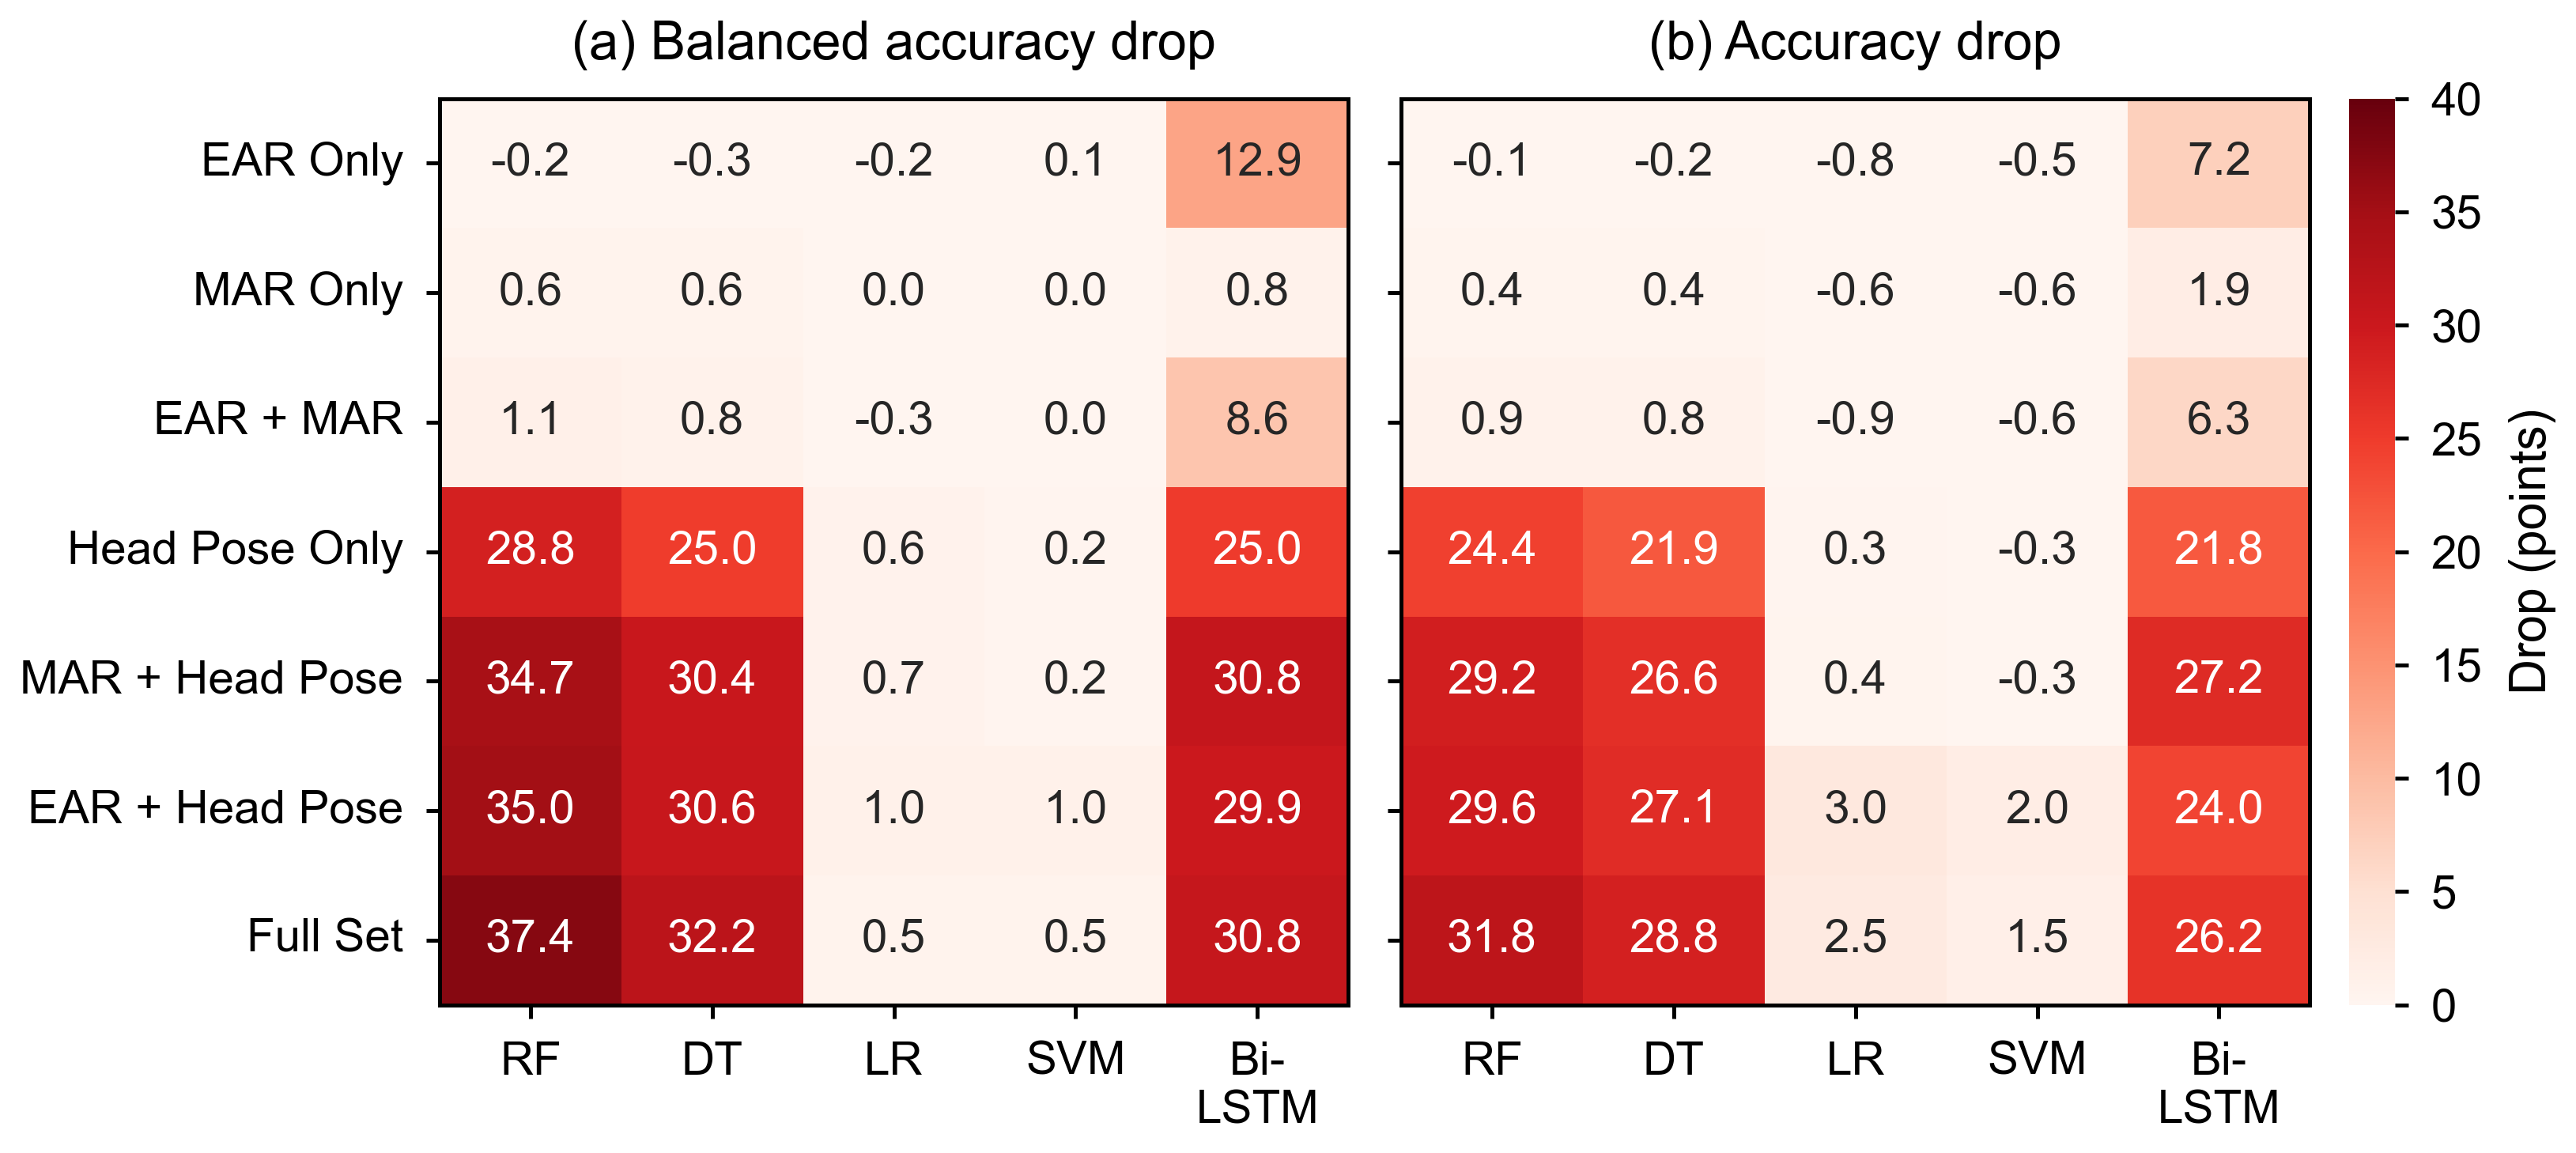 (a) Balanced accuracy drop
(b) Accuracy drop
EAR Only -0.2 -0.3 -0.2 0.1 12.9 -0.1 -0.2 -0.8 -0.5 7.2
MAR Only 0.6 0.6 0.0 0.0 0.8 0.4 0.4 -0.6 -0.6 1.9
EAR + MAR 1.1 0.8 -0.3 0.0 8.6 0.9 0.8 -0.9 -0.6 6.3
Head Pose Only 28.8 25.0 0.6 0.2 25.0 24.4 21.9 0.3 -0.3 21.8
MAR + Head Pose 34.7 30.4 0.7 0.2 30.8 29.2 26.6 0.4 -0.3 27.2
EAR + Head Pose 35.0 30.6 1.0 1.0 29.9 29.6 27.1 3.0 2.0 24.0
Full Set 37.4 32.2 0.5 0.5 30.8 31.8 28.8 2.5 1.5 26.2
RF DT LR SVM Bi-
LSTM
RF DT LR SVM Bi-
LSTM
40
35
30
25
20
15
10
5
0
Drop (points)